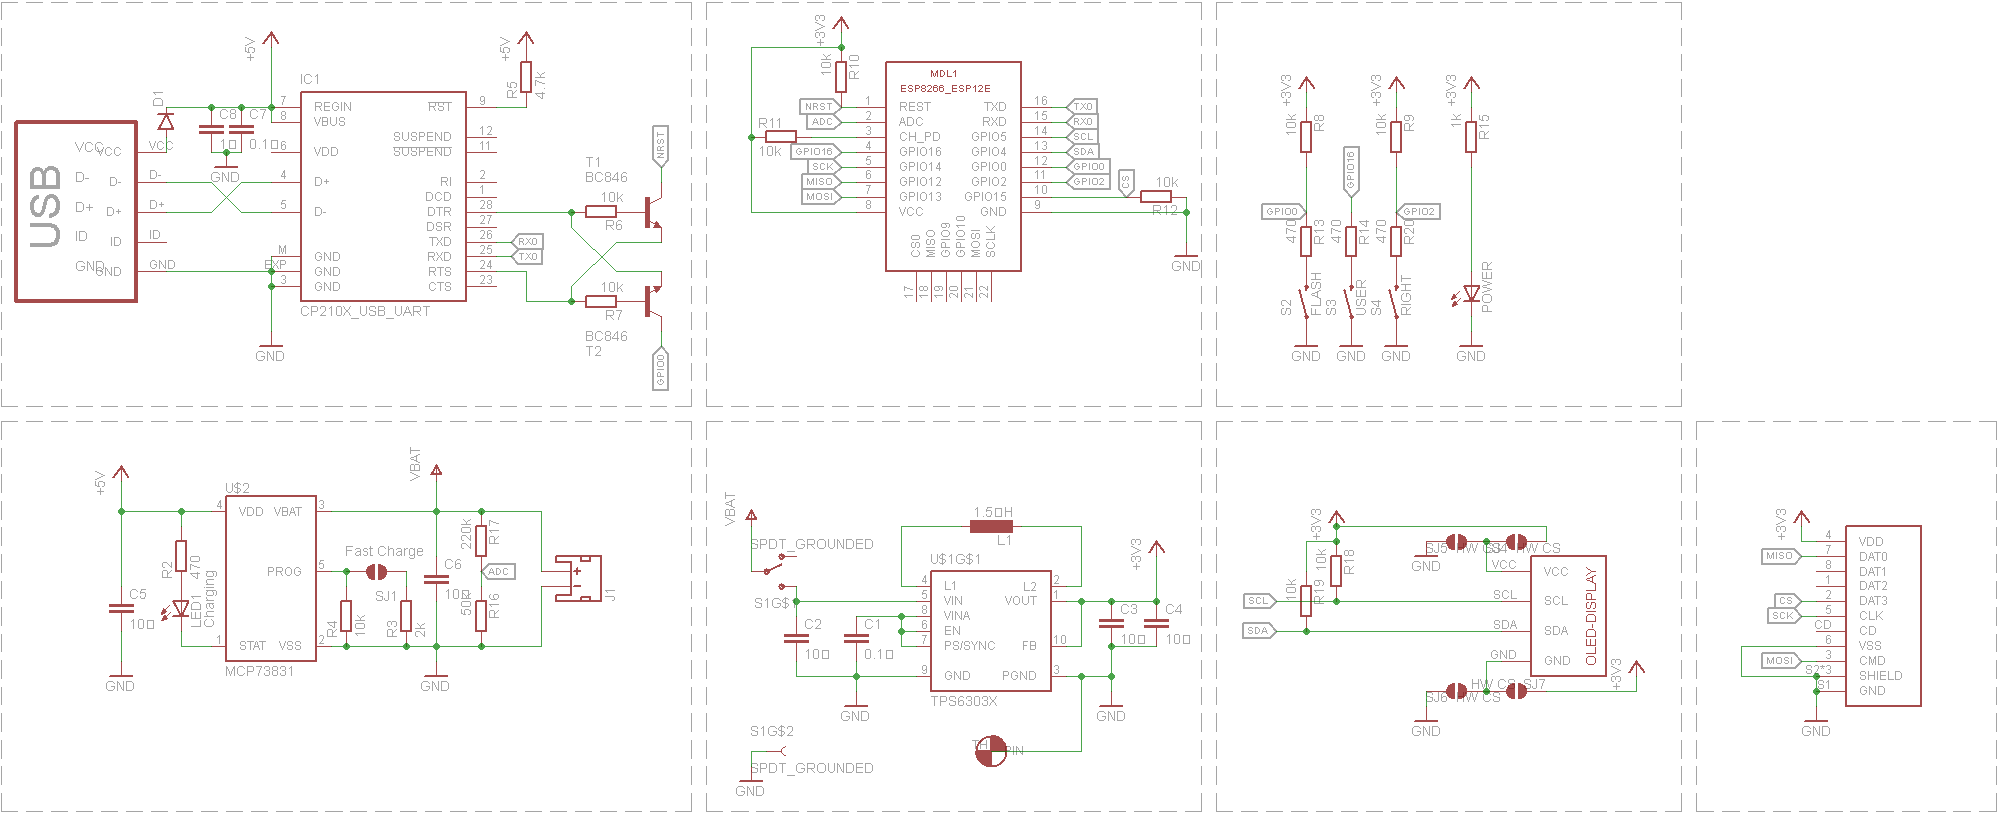 +5V
IC1
D1
C8
C7
1▯
0.1▯
GND
USB
VCC
D-
D+
ID
GND
VCC
D-
D+
ID
GND
VCC
D-
D+
ID
GND
7 REGIN
8 VBUS
6 VDD
4 D+
5 D-
M GND
EXP GND
3 GND
RST 9
SUSPEND 12
SUSPEND 11
RI 2
DCD 1
DTR 28
DSR 27
TXD 26
RXD 25
RTS 24
CTS 23
CP210X_USB_UART
GND
+5V
R5
4.7k
RX0
TX0
T1
BC846
10k
R6
10k
R7
BC846
T2
NRST
GPIO0
+3V3
10k
R10
MDL1
ESP8266_ESP12E
R11
10k
NRST 1 REST
ADC 2 ADC
3 CH_PD
GPIO16 4 GPIO16
SCK 5 GPIO14
MISO 6 GPIO12
MOSI 7 GPIO13
8 VCC
TXD 16 TX0
RXD 15 RX0
GPIO5 14 SCL
GPIO4 13 SDA
GPIO0 12 GPIO0
GPIO2 11 GPIO2
GPIO15 10
GND 9
CS0
MISO
GPIO9
GPIO10
MOSI
SCLK
17
18
19
20
21
22
CS
10k
R12
GND
+3V3
10k
R8
GPIO0
470
R13
S2
FLASH
GND
GPIO16
470
R14
S3
USER
GND
+3V3
10k
R9
GPIO2
470
R20
S4
RIGHT
GND
+3V3
1k
R15
POWER
GND
+5V
C5
10▯
GND
R2
470
LED1
Charging
U$2
4 VDD
VBAT 3
PROG 5
1 STAT
VSS 2
MCP73831
Fast Charge
SJ1
R4
10k
R3
2k
VBAT
C6
10▯
GND
220k
R17
ADC
50k
R16
+
-
J1
VBAT
SPDT_GROUNDED
S1G$
C2
10▯
C1
0.1▯
GND
1.5▯H
L1
U$1G$1
4 L1
5 VIN
8 VINA
6 EN
7 PS/SYNC
9 GND
L2 2
VOUT 1
FB 10
PGND 3
TPS6303X
+3V3
C3
10▯
C4
10▯
GND
S1G$2
SPDT_GROUNDED
GND
TH
PIN
+3V3
10k
R18
10k
R19
SCL
SDA
SJ5
HW CS
HW CS
GND
VCC
SCL
SDA
GND
VCC
SCL
SDA
GND
OLED-DISPLAY
SJ6
HW CS
HW CS
SJ7
GND
+3V3
+3V3
4 VDD
MISO 7 DAT0
8 DAT1
1 DAT2
CS 2 DAT3
SCK 5 CLK
CD CD
6 VSS
MOSI 3 CMD
S2*3 SHIELD
S1 GND
GND